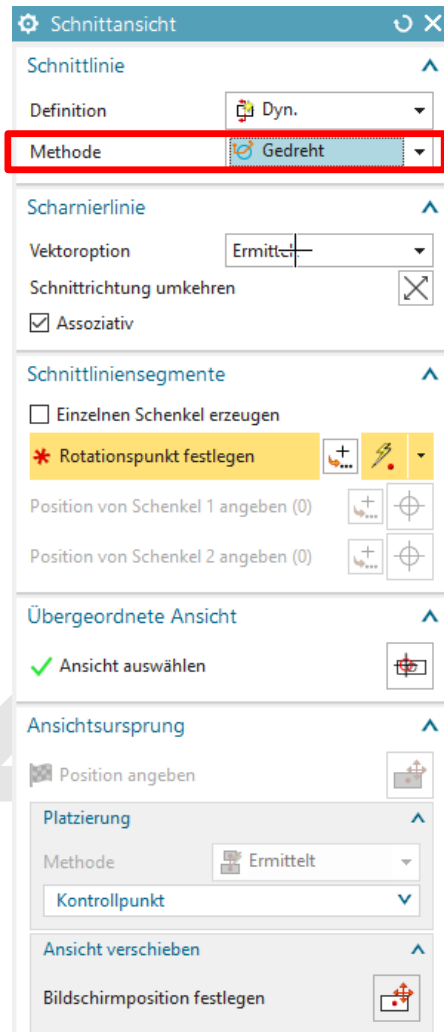 Schnittansicht
Schnittlinie
Definition Dyn.
Methode Gedreht
Scharnierlinie
Vektoroption Ermittelt
Schnittrichtung umkehren
Assoziativ
Schnittliniensegmente
Einzelnen Schenkel erzeugen
* Rotationspunkt festlegen
Position von Schenkel 1 angeben (0)
Position von Schenkel 2 angeben (0)
Übergeordnete Ansicht
Ansicht auswählen
Ansichtsursprung
Position angeben
Platzierung
Methode Ermittelt
Kontrollpunkt
Ansicht verschieben
Bildschirmposition festlegen